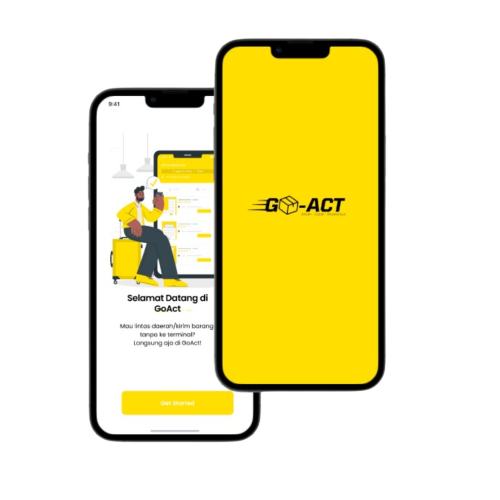 9:41
Selamat Datang di
GoAct
Mau lintas daerah/kirim barang
tanpa ke terminal?
Langsung aja di GoAct!
Get Started
GO-ACT